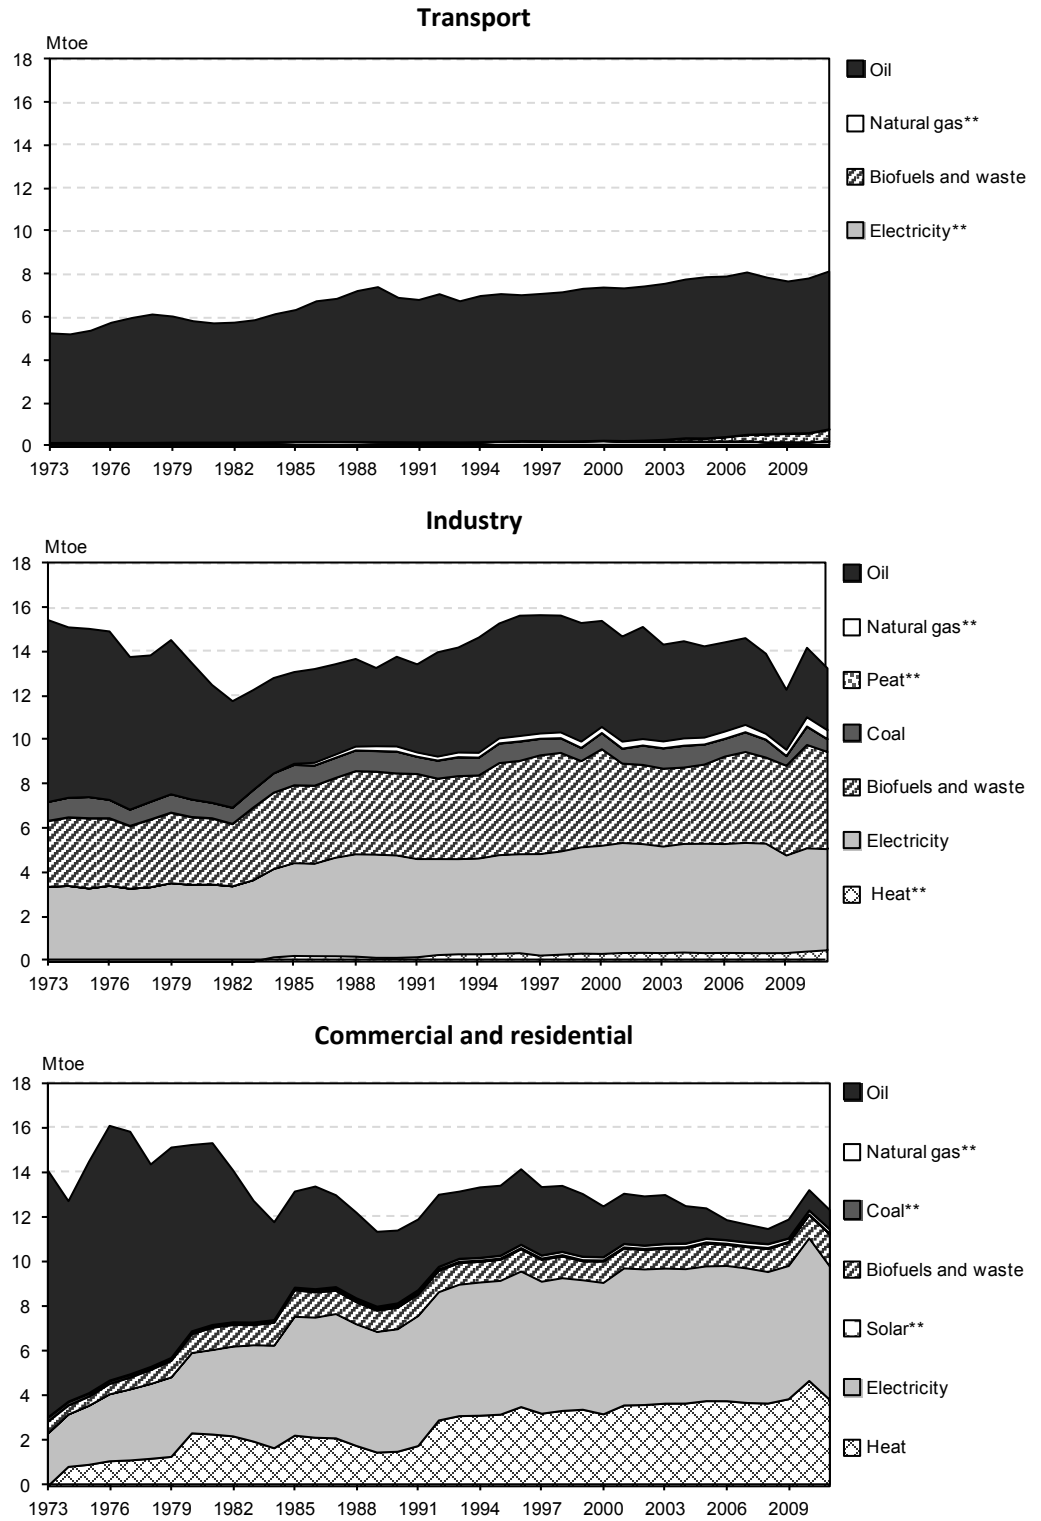 Transport
Mtoe
18
16
14
12
10
8
6
4
2
0
1973 1976 1979 1982 1985 1988 1991 1994 1997 2000 2003 2006 2009
Oil
Natural gas**
Biofuels and waste
Electricity**
Industry
Mtoe
18
16
14
12
10
8
6
4
2
0
1973 1976 1979 1982 1985 1988 1991 1994 1997 2000 2003 2006 2009
Oil
Natural gas**
Peat**
Coal
Biofuels and waste
Electricity
Heat**
Commercial and residential
Mtoe
18
16
14
12
10
8
6
4
2
0
1973 1976 1979 1982 1985 1988 1991 1994 1997 2000 2003 2006 2009
Oil
Natural gas**
Coal**
Biofuels and waste
Solar**
Electricity
Heat